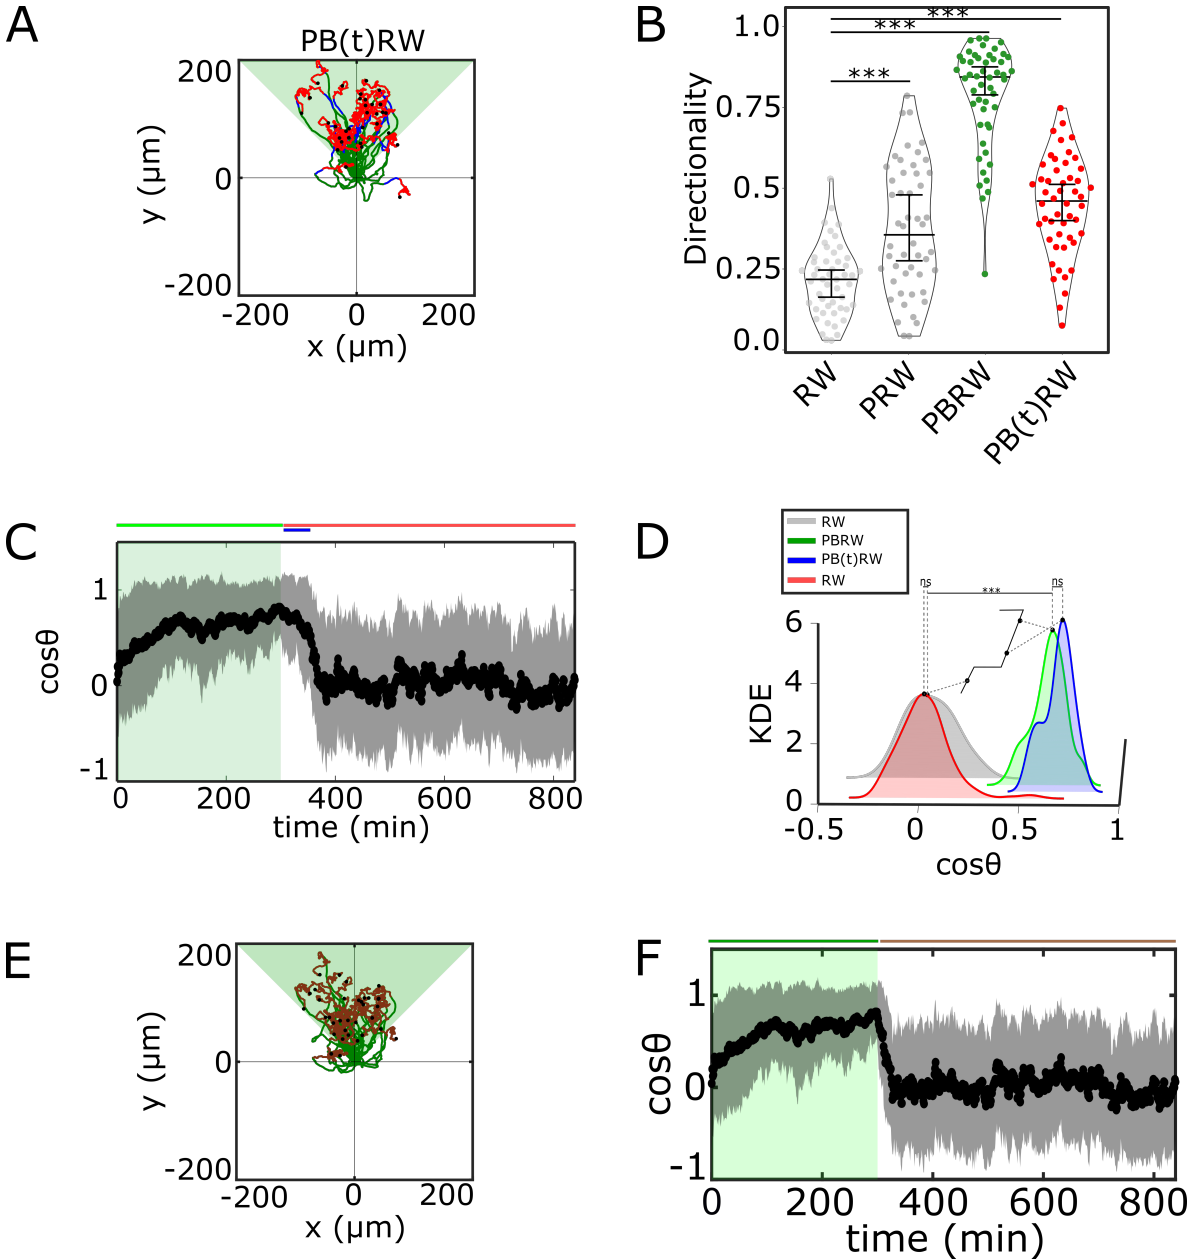 A
PB(t)RW
200
0
-200
y (μm)
-200
0
200
x (μm)
B
***
***
***
1.0
0.75
0.5
0.25
0.0
Directionality
RW
PRW
PBRW
PB(t)RW
C
1
0
-1
cosθ
0
200
400
600
800
time (min)
D
RW
PBRW
PB(t)RW
RW
ns
***
ns
6
4
2
0
KDE
-0.5
0
0.5
1
cosθ
E
200
0
-200
y (μm)
-200
0
200
x (μm)
F
1
0
-1
cosθ
0
200
400
600
800
time (min)